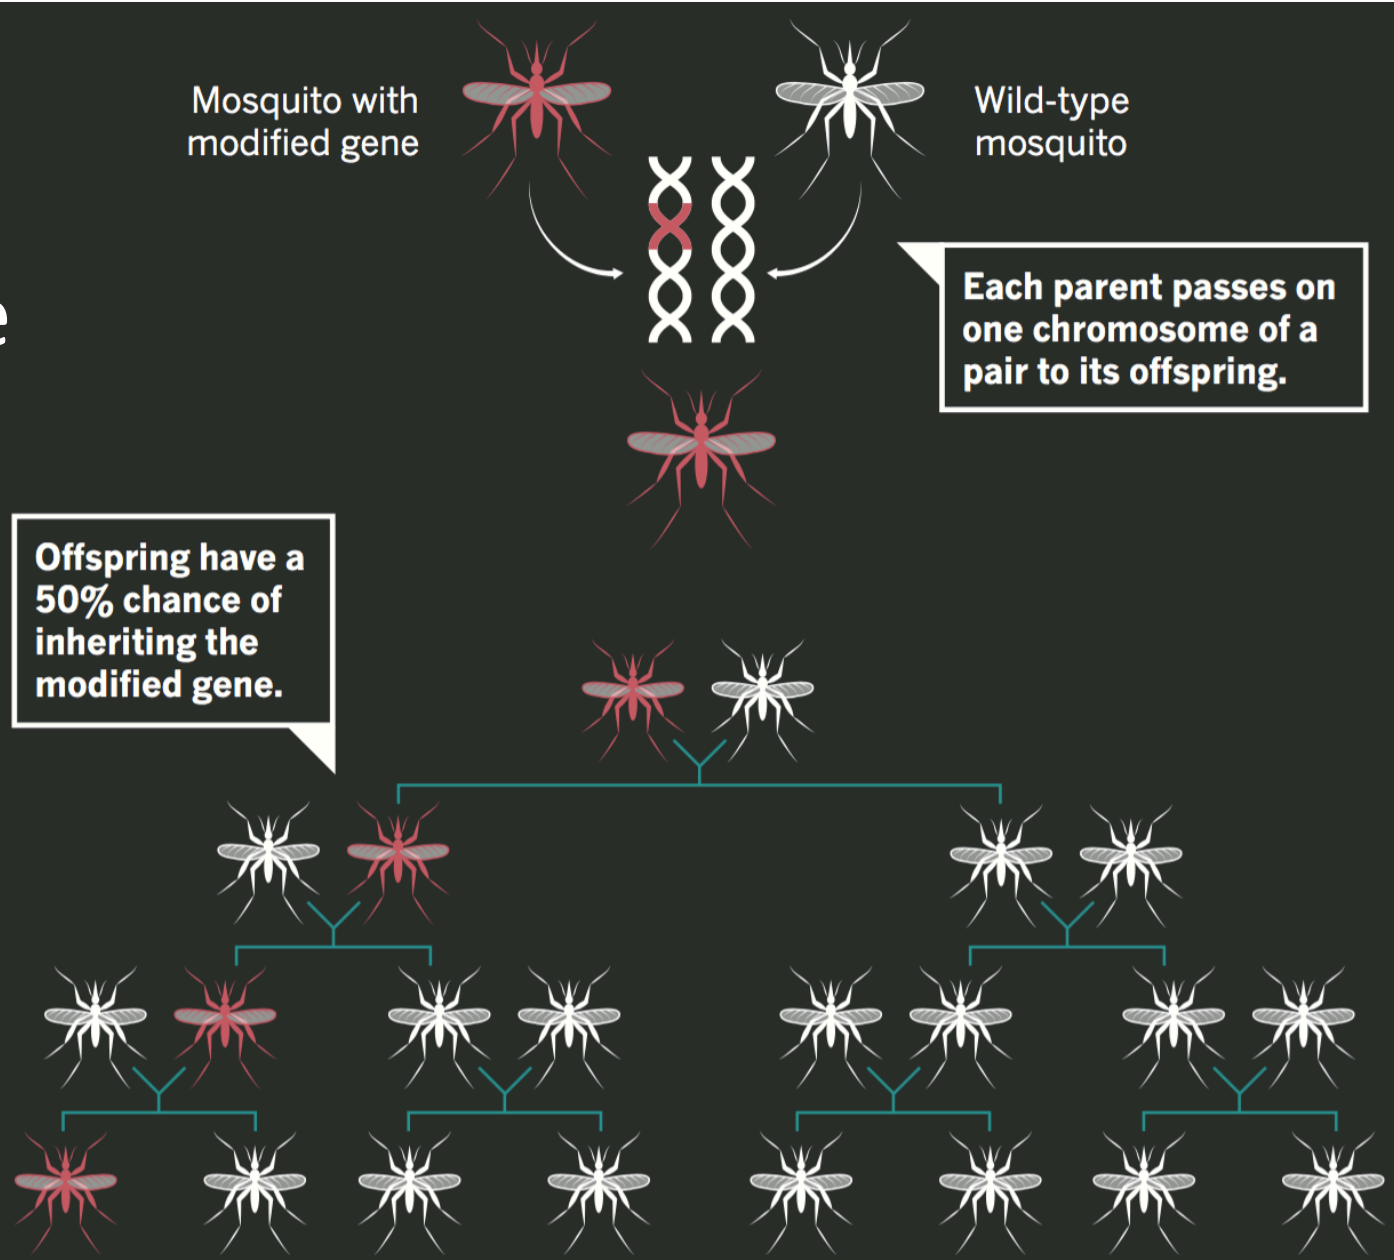 Mosquito with
modified gene
Wild-type
mosquito
e
Each parent passes on
one chromosome of a
pair to its offspring.
Offspring have a
50% chance of
inheriting the
modified gene.